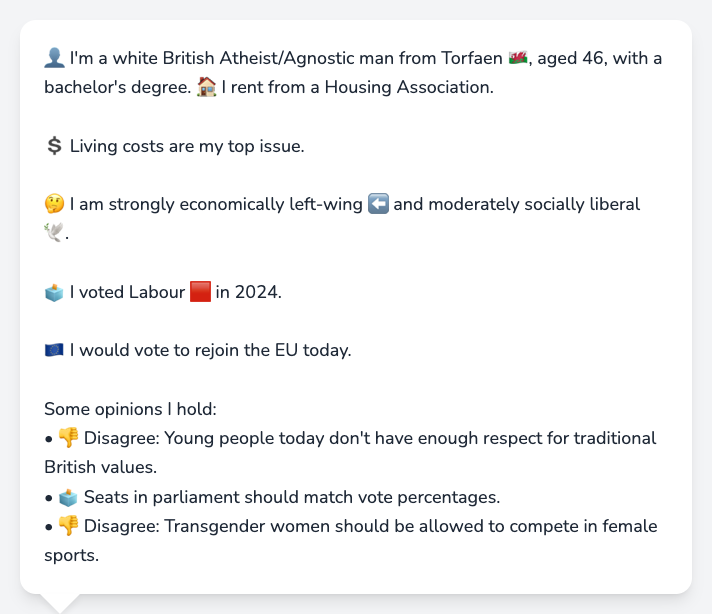 👤 I'm a white British Atheist/Agnostic man from Torfaen 🏴󠁧󠁢󠁷󠁬󠁳󠁿, aged 46, with a
bachelor's degree. 🏠 I rent from a Housing Association.
💲 Living costs are my top issue.
🤔 I am strongly economically left-wing ⬅️ and moderately socially liberal
🕊️.
🗳️ I voted Labour 🟥 in 2024.
🇪🇺 I would vote to rejoin the EU today.
Some opinions I hold:
• 👎 Disagree: Young people today don't have enough respect for traditional
British values.
• 🗳️ Seats in parliament should match vote percentages.
• 👎 Disagree: Transgender women should be allowed to compete in female
sports.